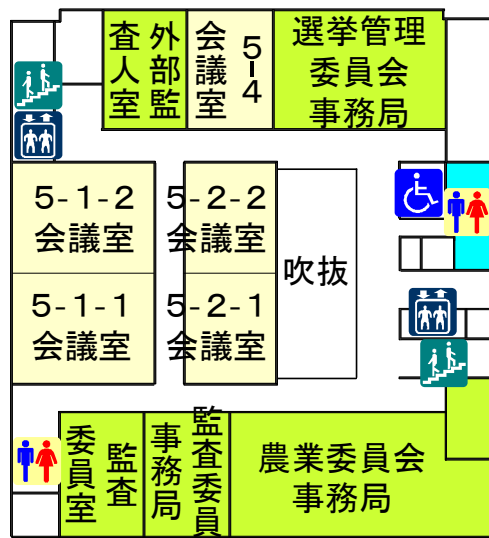 外部監
査人室
会議室
5-4
選挙管理
委員会
事務局
5-1-2
会議室
5-2-2
会議室
吹抜
5-1-1
会議室
5-2-1
会議室
監査
委員室
監査委員
事務局
農業委員会
事務局